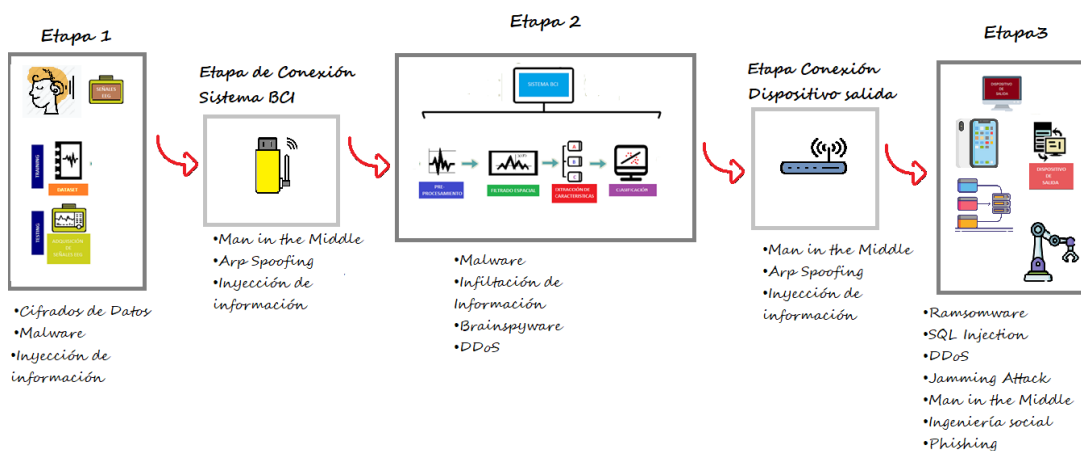 Etapa 1
SEÑALES
EEG
TRAINING
DATASET
TESTING
ADQUISICIÓN
DE
SEÑALES EEG
•Cifrados de Datos
•Malware
•Inyección de
información
Etapa de Conexión
Sistema BCI
•Man in the Middle
•Arp Spoofing
•Inyección de
información
Etapa 2
SISTEMA BCI
PRE-
PROCESAMIENTO
FILTRADO ESPACIAL
A
B
C
EXTRACCIÓN DE
CARACTERÍSTICAS
CLASIFICACIÓN
•Malware
•Infiltación de
Información
•Brainspyware
•DDoS
Etapa Conexión
Dispositivo salida
•Man in the Middle
•Arp Spoofing
•Inyección de
información
Etapa3
DISPOSITIVO
DE
SALIDA
DISPOSITIVO
DE
SALIDA
•Ramsomware
•SQL Injection
•DDoS
•Jamming Attack
•Man in the Middle
•Ingeniería social
•Phishing